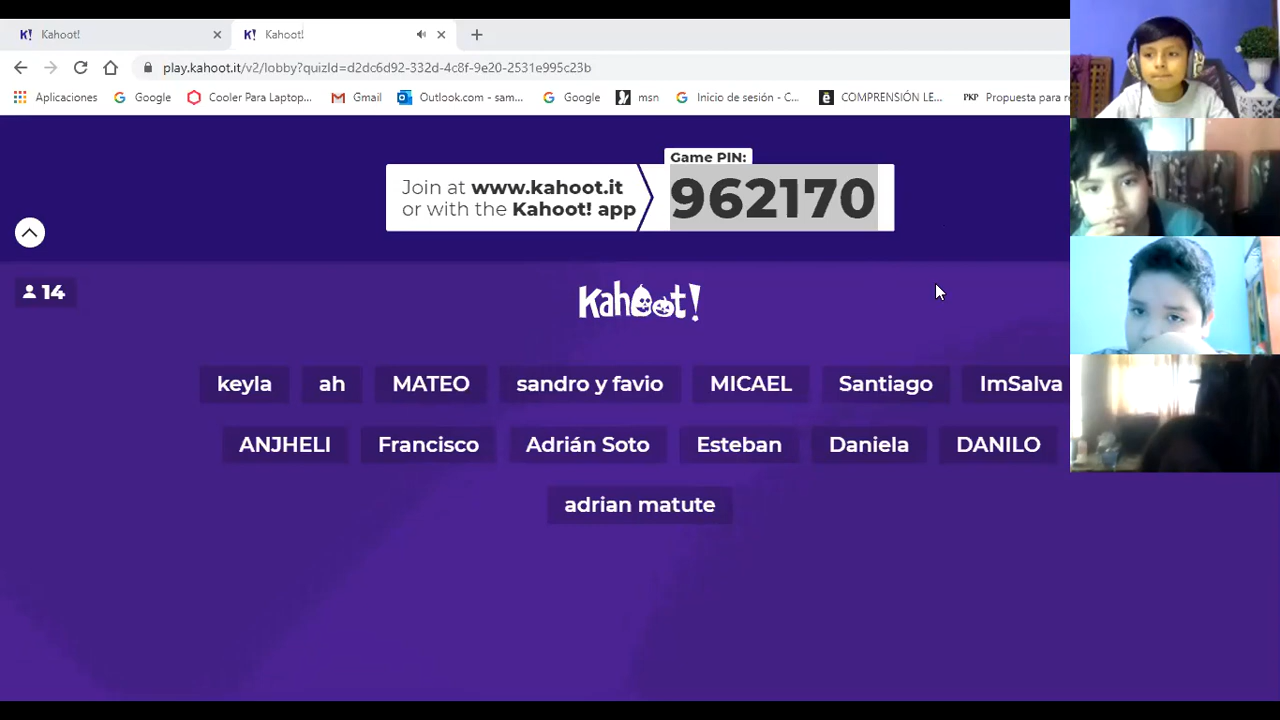 Kahoot!
Kahoot!
play.kahoot.it/v2/lobby?quizId=d2dc6d92-332d-4c8f-9e20-2531e995c23b
Aplicaciones Google Cooler Para Laptop... Gmail Outlook.com - sam... Google msn Inicio de sesión - C... COMPRENSIÓN LE... PKP Propuesta para re
Game PIN:
Join at www.kahoot.it
or with the Kahoot! app
962170
14
Kahoot!
keyla ah MATEO sandro y favio MICAEL Santiago ImSalva
ANJHELI Francisco Adrián Soto Esteban Daniela DANILO
adrian matute